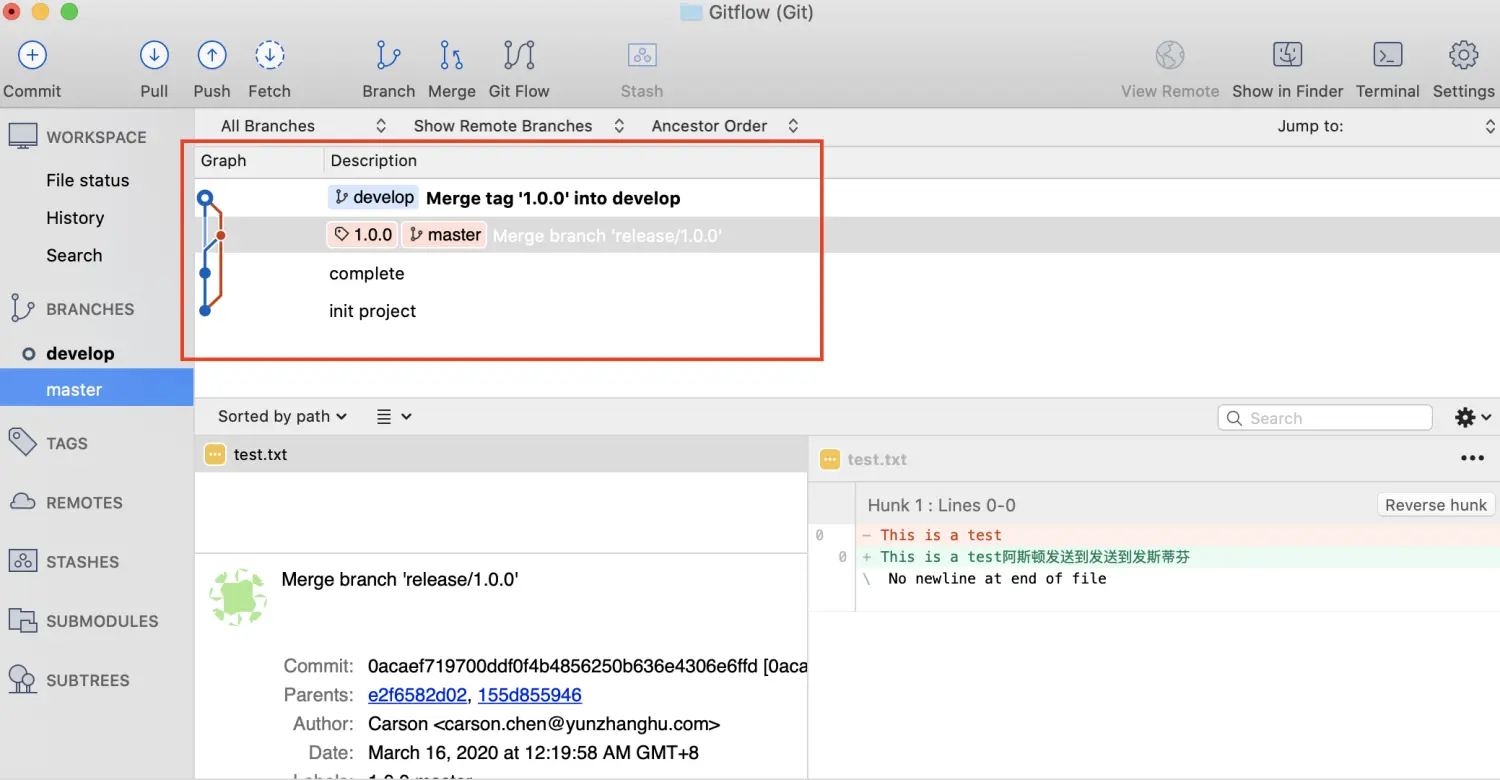 Gitflow (Git)
Commit Pull Push Fetch Branch Merge Git Flow Stash View Remote Show in Finder Terminal Settings
WORKSPACE
File status
History
Search
BRANCHES
develop
master
TAGS
REMOTES
STASHES
SUBMODULES
SUBTREES
All Branches Show Remote Branches Ancestor Order Jump to:
Graph Description
develop Merge tag '1.0.0' into develop
1.0.0 master Merge branch 'release/1.0.0'
complete
init project
Sorted by path Search
test.txt
Merge branch 'release/1.0.0'
Commit: 0acaef719700ddf0f4b4856250b636e4306e6ffd [0aca
Parents: e2f6582d02, 155d855946
Author: Carson <carson.chen@yunzhanghu.com>
Date: March 16, 2020 at 12:19:58 AM GMT+8
Labels: 1.0.0 master
test.txt
Hunk 1 : Lines 0-0 Reverse hunk
0 - This is a test
0 + This is a test阿斯顿发送到发送到发斯蒂芬
\ No newline at end of file